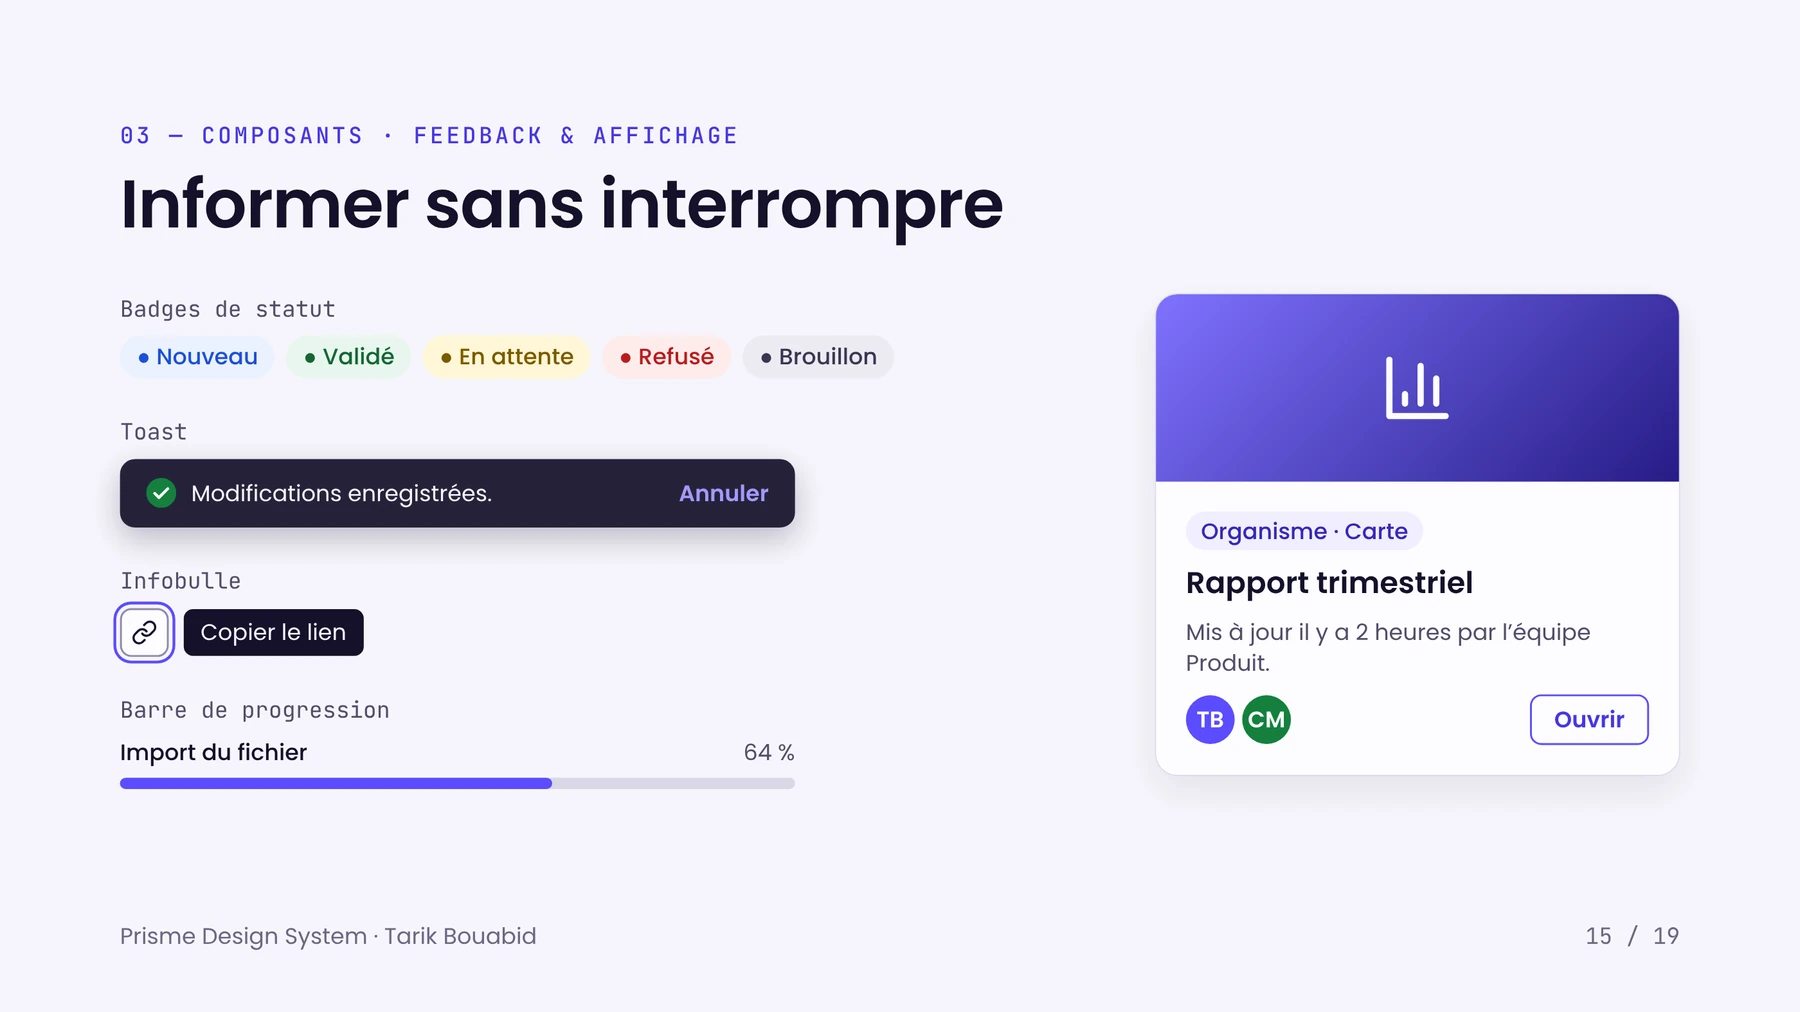 03 — COMPOSANTS · FEEDBACK & AFFICHAGE
Informer sans interrompre
Badges de statut
Nouveau
Validé
En attente
Refusé
Brouillon
Toast
Modifications enregistrées.
Annuler
Infobulle
Copier le lien
Barre de progression
Import du fichier
64 %
Organisme · Carte
Rapport trimestriel
Mis à jour il y a 2 heures par l’équipe
Produit.
TB
CM
Ouvrir
Prisme Design System · Tarik Bouabid
15 / 19